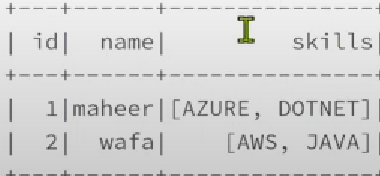 +---+------+---------------+
| id|  name|         skills|
+---+------+---------------+
|  1|maheer|[AZURE, DOTNET]|
|  2|  wafa|    [AWS, JAVA]|
+---+------+---------------+